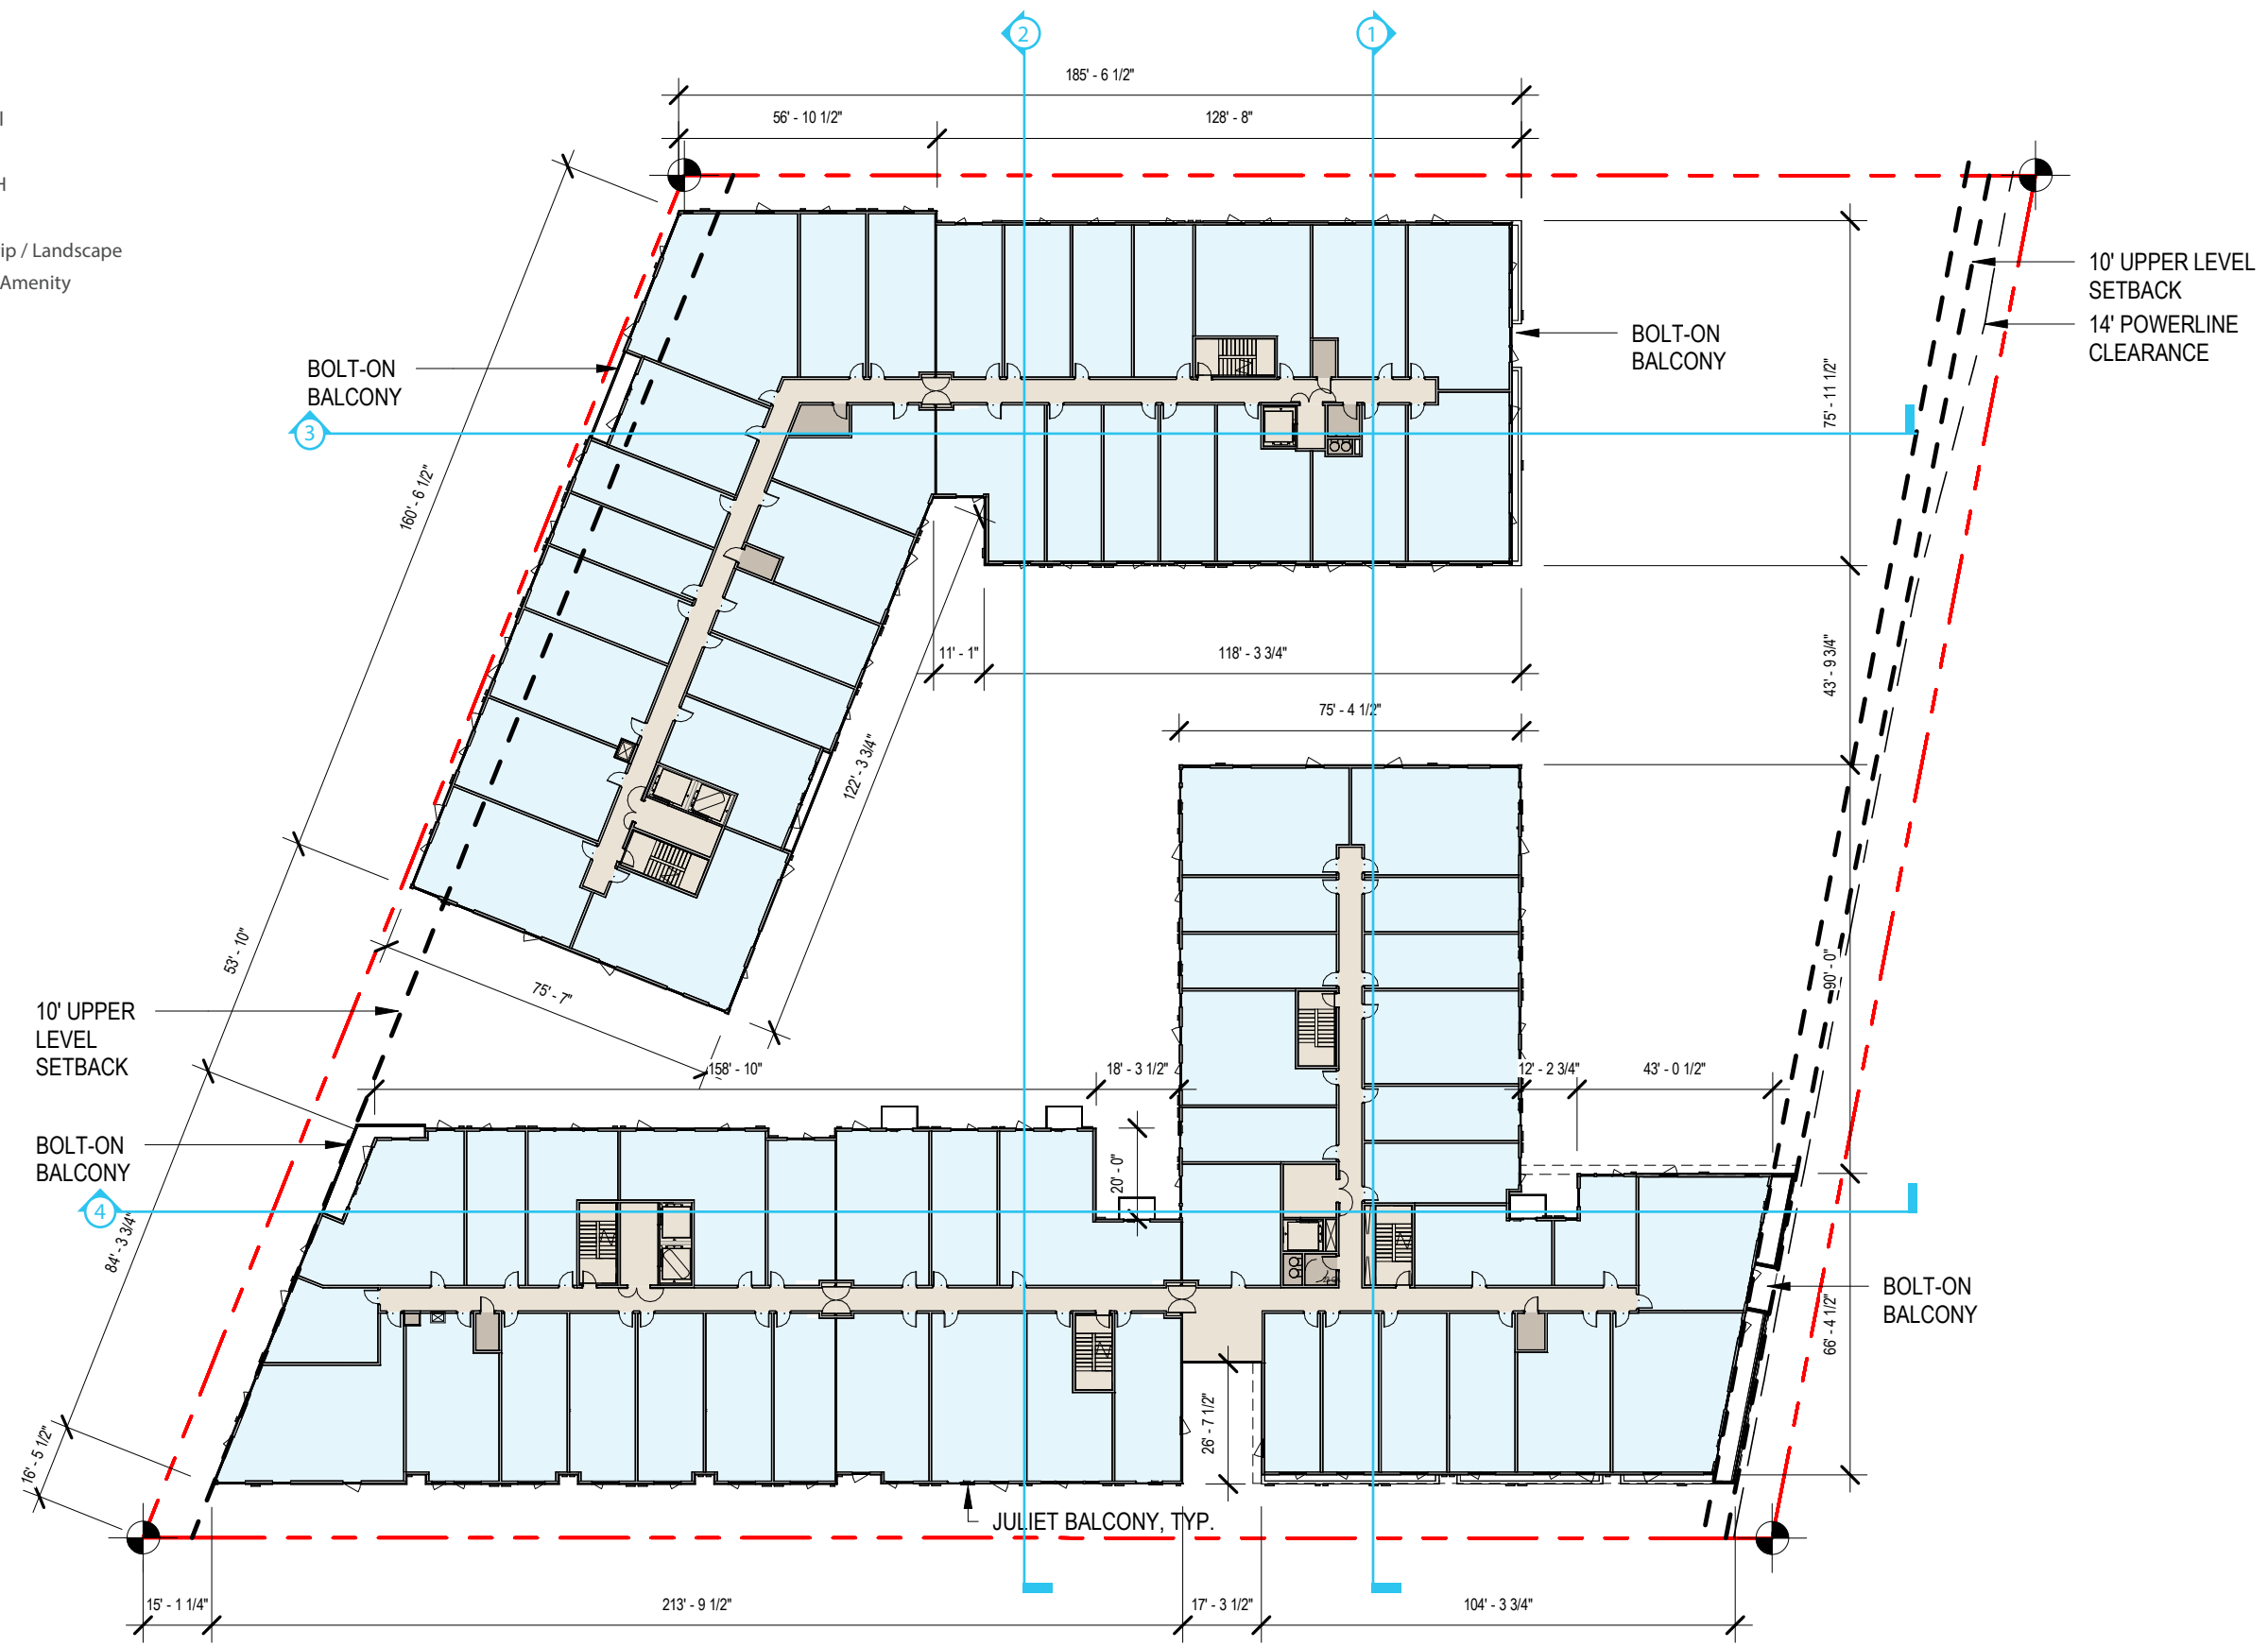 2
1
185' - 6 1/2"
56' - 10 1/2"
128' - 8"
ip / Landscape
Amenity
10' UPPER LEVEL
SETBACK
14' POWERLINE
CLEARANCE
BOLT-ON
BALCONY
BOLT-ON
BALCONY
3
75' - 11 1/2"
160' - 6 1/2"
11' - 1"
118' - 3 3/4"
43' - 9 3/4"
75' - 4 1/2"
122' - 3 3/4"
53' - 10"
75' - 7"
90' - 0"
10' UPPER
LEVEL
SETBACK
158' - 10"
18' - 3 1/2"
12' - 2 3/4"
43' - 0 1/2"
BOLT-ON
BALCONY
20' - 0"
4
84' - 3 3/4"
BOLT-ON
BALCONY
66' - 4 1/2"
26' - 7 1/2"
16' - 5 1/2"
JULIET BALCONY, TYP.
15' - 1 1/4"
213' - 9 1/2"
17' - 3 1/2"
104' - 3 3/4"